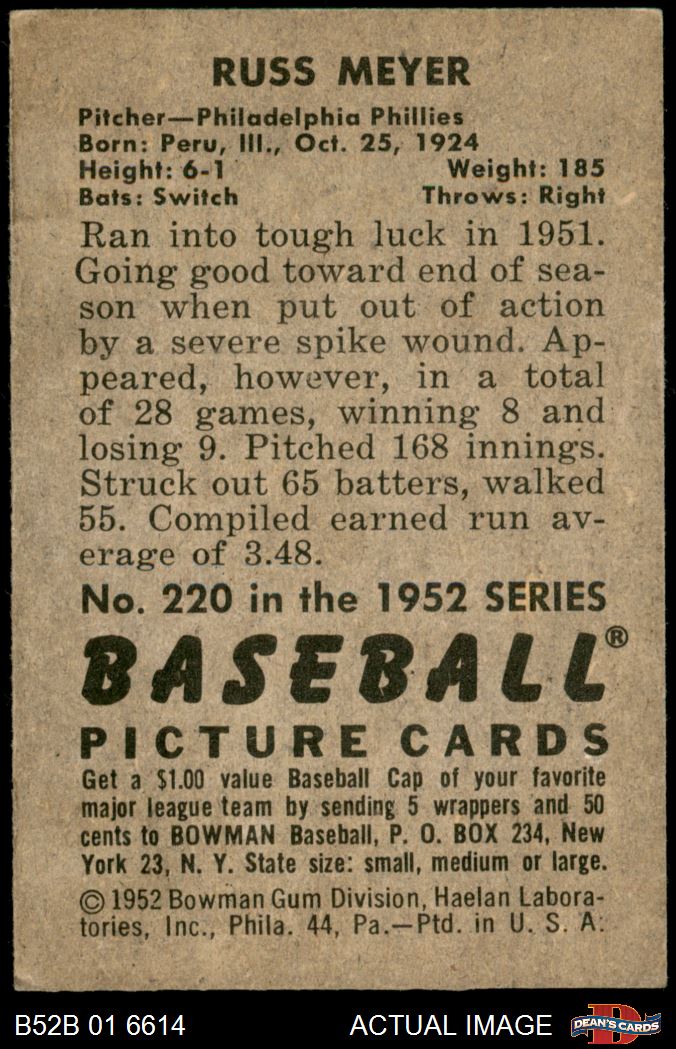 RUSS MEYER
Pitcher—Philadelphia Phillies
Born: Peru, Ill., Oct. 25, 1924
Height: 6-1 Weight: 185
Bats: Switch Throws: Right
Ran into tough luck in 1951.
Going good toward end of sea-
son when put out of action
by a severe spike wound. Ap-
peared, however, in a total
of 28 games, winning 8 and
losing 9. Pitched 168 innings.
Struck out 65 batters, walked
55. Compiled earned run av-
erage of 3.48.
No. 220 in the 1952 SERIES
BASEBALL®
PICTURE CARDS
Get a $1.00 value Baseball Cap of your favorite
major league team by sending 5 wrappers and 50
cents to BOWMAN Baseball, P. O. BOX 234, New
York 23, N. Y. State size: small, medium or large.
© 1952 Bowman Gum Division, Haelan Labora-
tories, Inc., Phila. 44, Pa.—Ptd. in U. S. A.
B52B 01 6614 ACTUAL IMAGE D DEAN'S CARDS